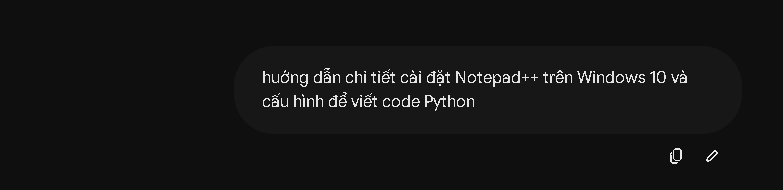 hướng dẫn chi tiết cài đặt Notepad++ trên Windows 10 và
cấu hình để viết code Python